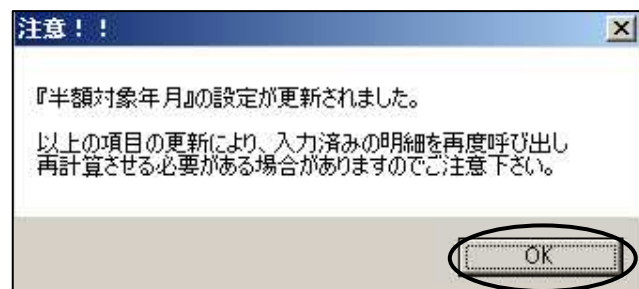 注意！！
『半額対象年月』の設定が更新されました。
以上の項目の更新により、入力済みの明細を再度呼び出し
再計算させる必要がある場合がありますのでご注意下さい。
OK